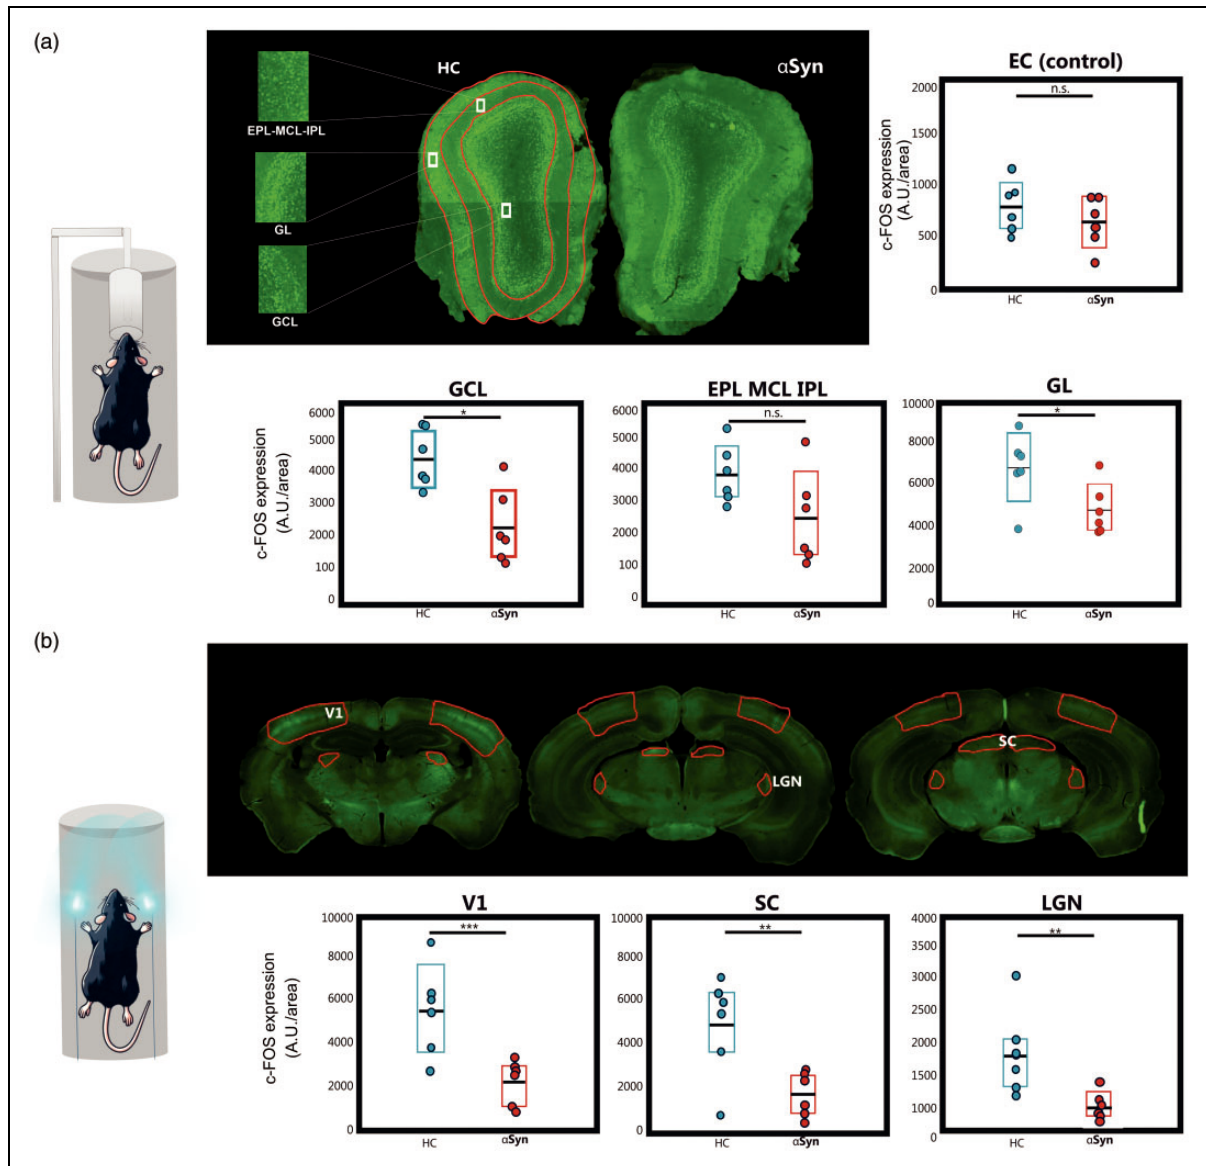 (a)
HC
αSyn
EPL-MCL-IPL
GL
GCL
EC (control)
n.s.
c-FOS expression
(A.U./area)
2000
1500
1000
500
0
HC
αSyn
GCL
*
c-FOS expression
(A.U./area)
6000
5000
4000
3000
2000
100
0
HC
αSyn
EPL MCL IPL
n.s.
6000
5000
4000
3000
2000
100
0
HC
αSyn
GL
*
10000
8000
6000
4000
2000
0
HC
αSyn
(b)
V1
LGN
SC
V1
***
c-FOS expression
(A.U./area)
10000
8000
6000
4000
2000
0
HC
αSyn
SC
**
10000
8000
6000
4000
2000
0
HC
αSyn
LGN
**
4000
3500
3000
2500
2000
1500
1000
500
0
HC
αSyn